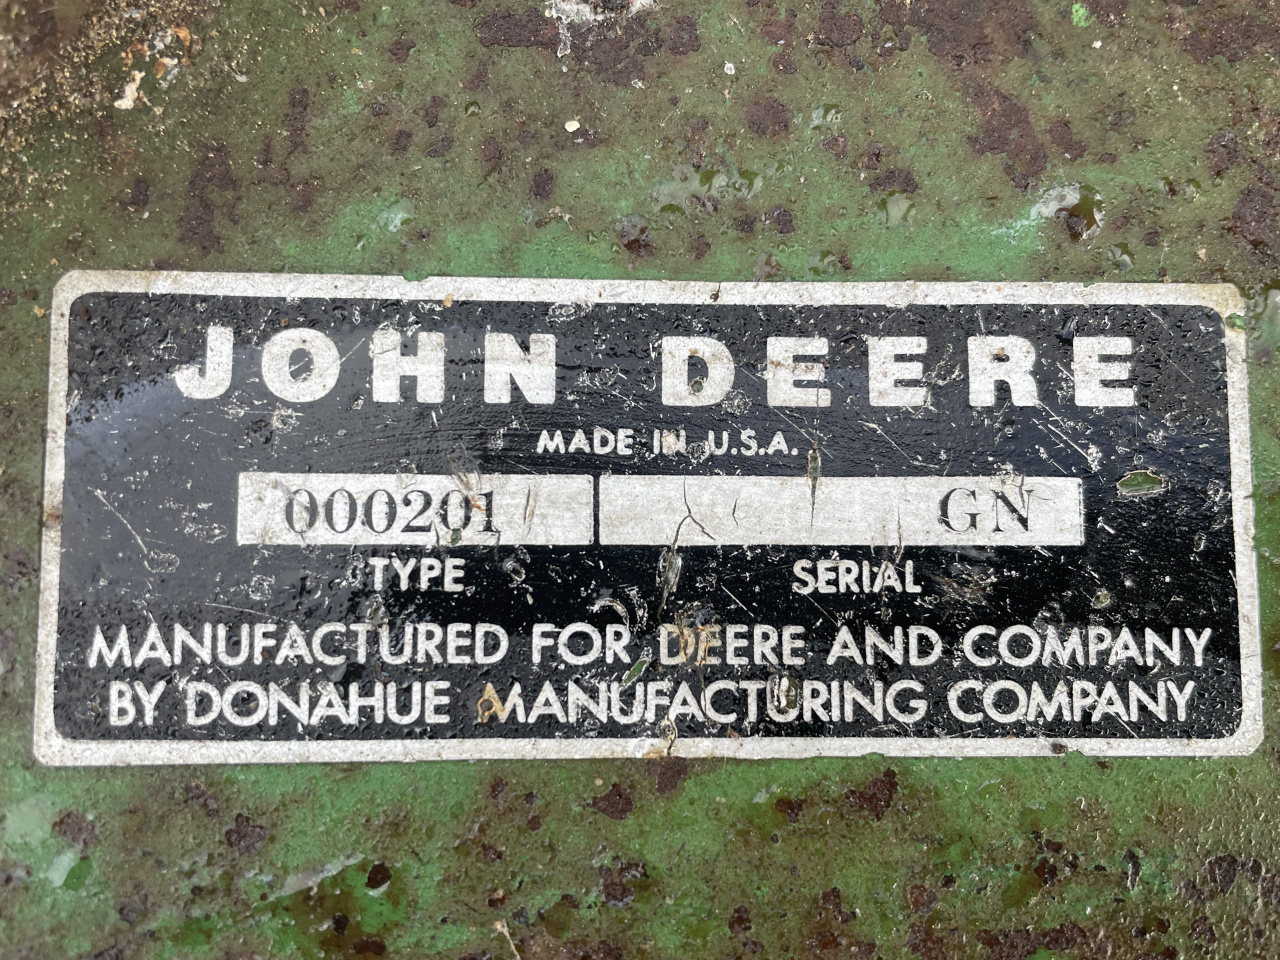 JOHN DEERE
MADE IN U.S.A.
000201 GN
TYPE SERIAL
MANUFACTURED FOR DEERE AND COMPANY
BY DONAHUE MANUFACTURING COMPANY